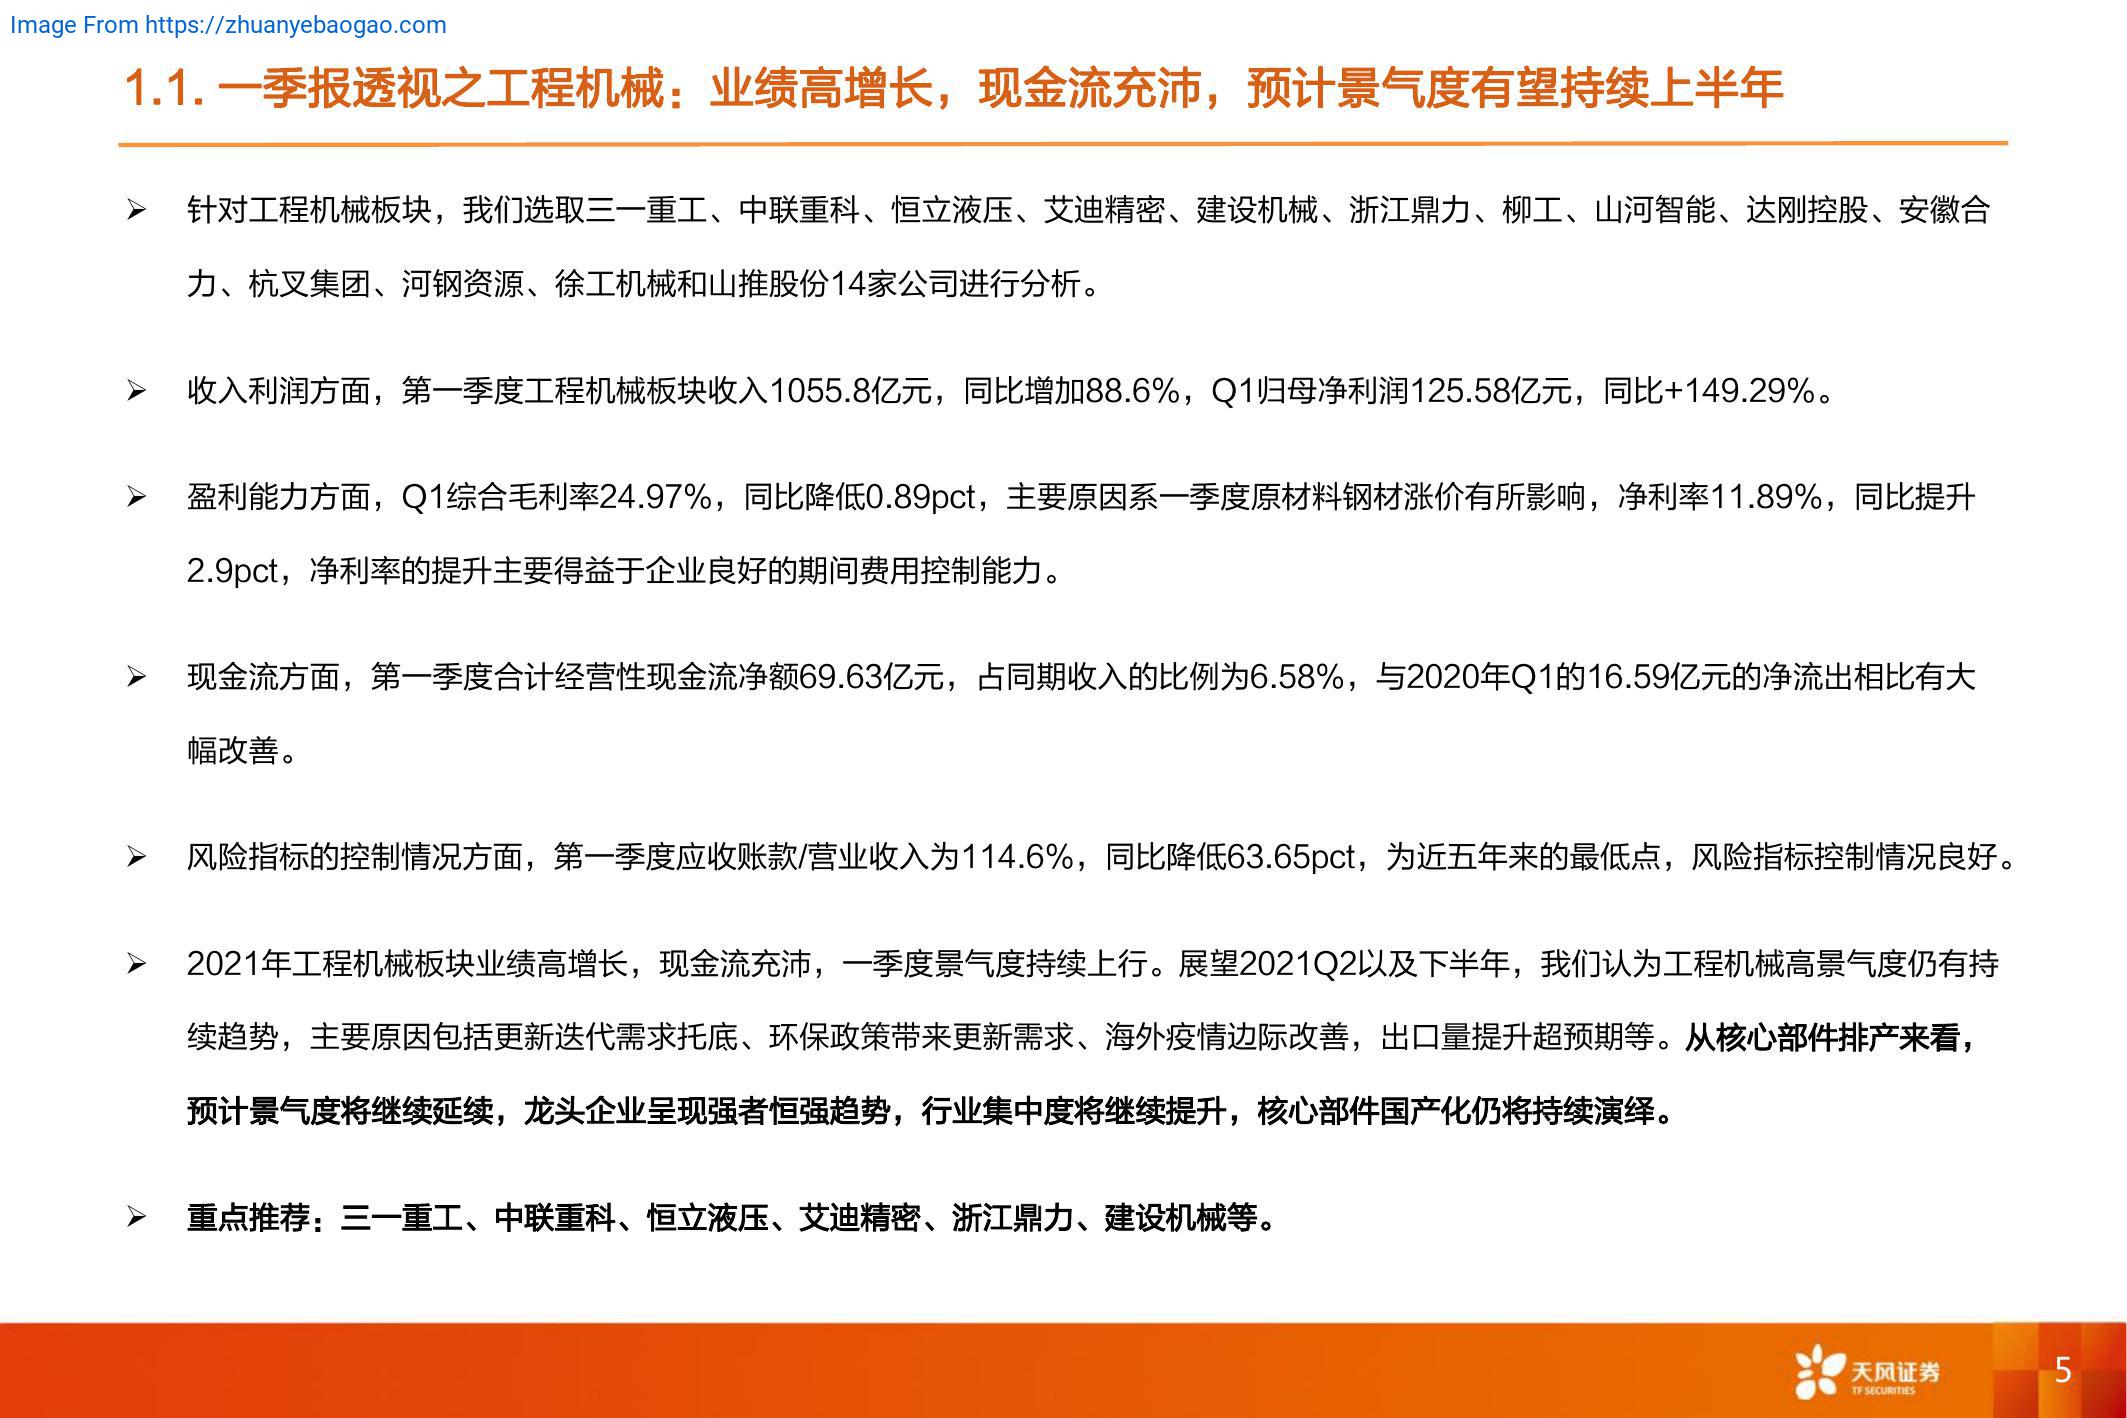 Image From https://zhuanyebaogao.com
1.1. 一季报透视之工程机械：业绩高增长，现金流充沛，预计景气度有望持续上半年
➢ 针对工程机械板块，我们选取三一重工、中联重科、恒立液压、艾迪精密、建设机械、浙江鼎力、柳工、山河智能、达刚控股、安徽合
力、杭叉集团、河钢资源、徐工机械和山推股份14家公司进行分析。
➢ 收入利润方面，第一季度工程机械板块收入1055.8亿元，同比增加88.6%，Q1归母净利润125.58亿元，同比+149.29%。
➢ 盈利能力方面，Q1综合毛利率24.97%，同比降低0.89pct，主要原因系一季度原材料钢材涨价有所影响，净利率11.89%，同比提升
2.9pct，净利率的提升主要得益于企业良好的期间费用控制能力。
➢ 现金流方面，第一季度合计经营性现金流净额69.63亿元，占同期收入的比例为6.58%，与2020年Q1的16.59亿元的净流出相比有大
幅改善。
➢ 风险指标的控制情况方面，第一季度应收账款/营业收入为114.6%，同比降低63.65pct，为近五年来的最低点，风险指标控制情况良好。
➢ 2021年工程机械板块业绩高增长，现金流充沛，一季度景气度持续上行。展望2021Q2以及下半年，我们认为工程机械高景气度仍有持
续趋势，主要原因包括更新迭代需求托底、环保政策带来更新需求、海外疫情边际改善，出口量提升超预期等。从核心部件排产来看，
预计景气度将继续延续，龙头企业呈现强者恒强趋势，行业集中度将继续提升，核心部件国产化仍将持续演绎。
➢ 重点推荐：三一重工、中联重科、恒立液压、艾迪精密、浙江鼎力、建设机械等。
天风证券
TF SECURITIES
5